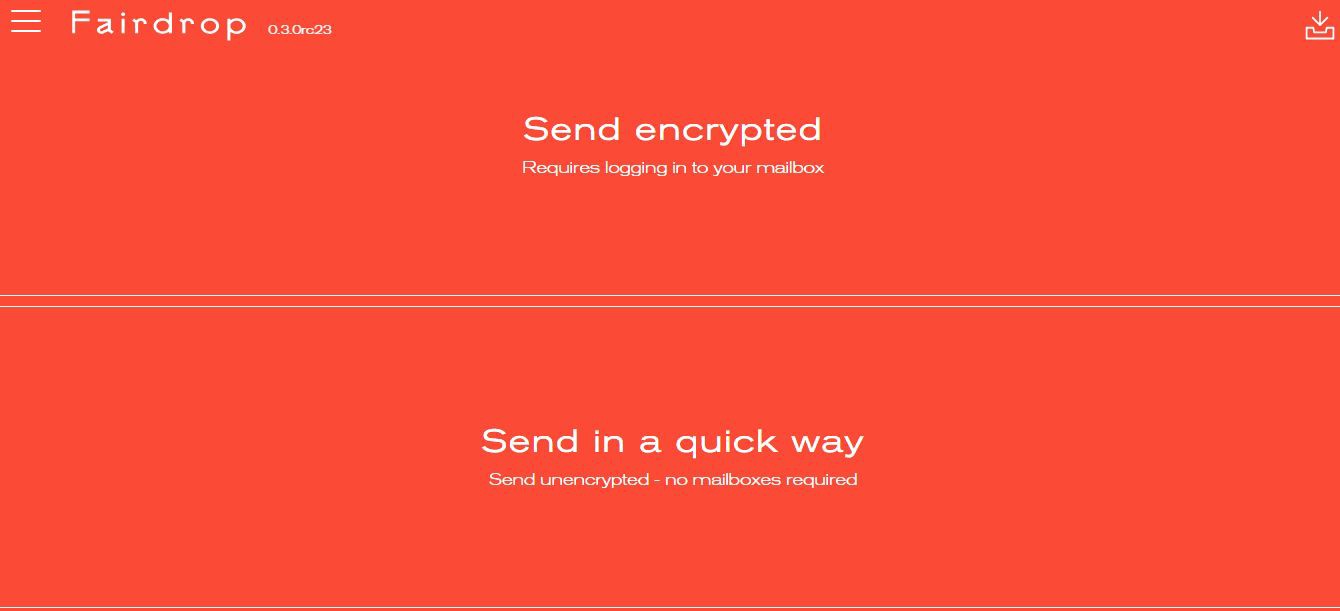 Fairdrop 0.3.0rc23
Send encrypted
Requires logging in to your mailbox
Send in a quick way
Send unencrypted - no mailboxes required